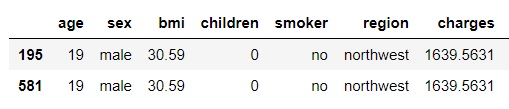 age sex bmi children smoker region charges
195 19 male 30.59 0 no northwest 1639.5631
581 19 male 30.59 0 no northwest 1639.5631